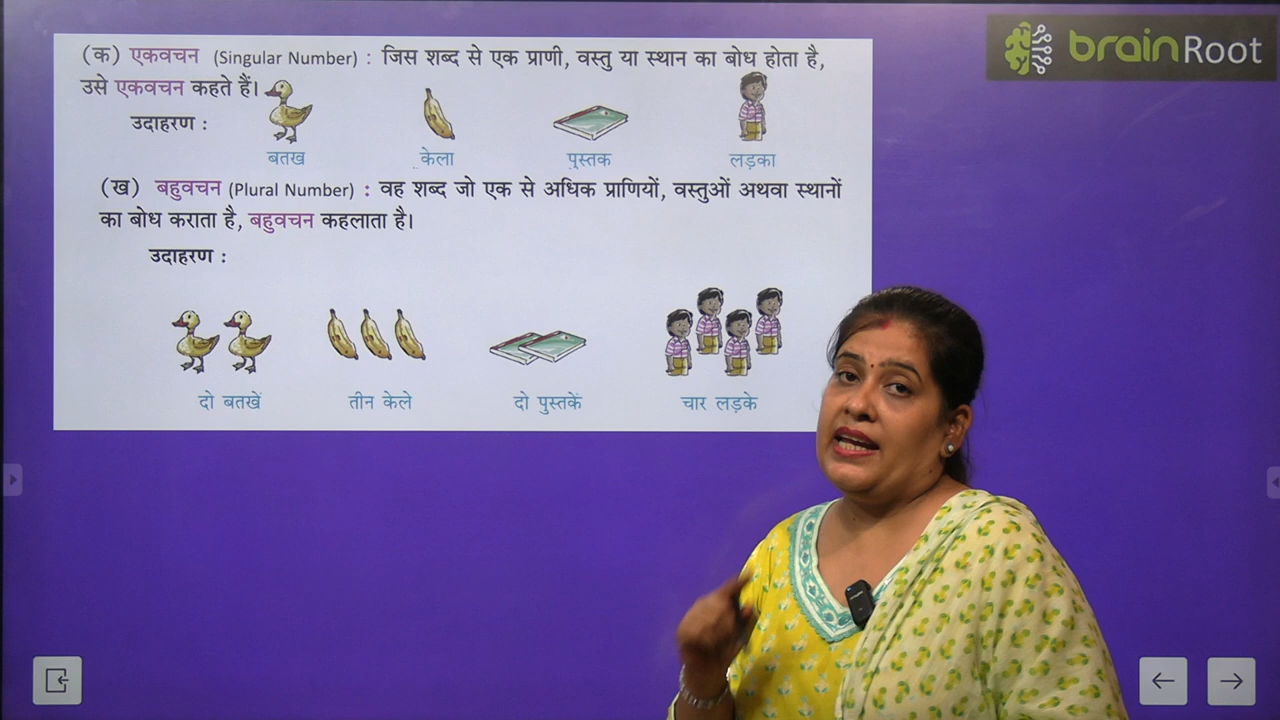 brainRoot
(क) एकवचन (Singular Number) : जिस शब्द से एक प्राणी, वस्तु या स्थान का बोध होता है,
उसे एकवचन कहते हैं।
उदाहरण :
बतख केला पुस्तक लड़का
(ख) बहुवचन (Plural Number) : वह शब्द जो एक से अधिक प्राणियों, वस्तुओं अथवा स्थानों
का बोध कराता है, बहुवचन कहलाता है।
उदाहरण :
दो बतखें तीन केले दो पुस्तकें चार लड़के